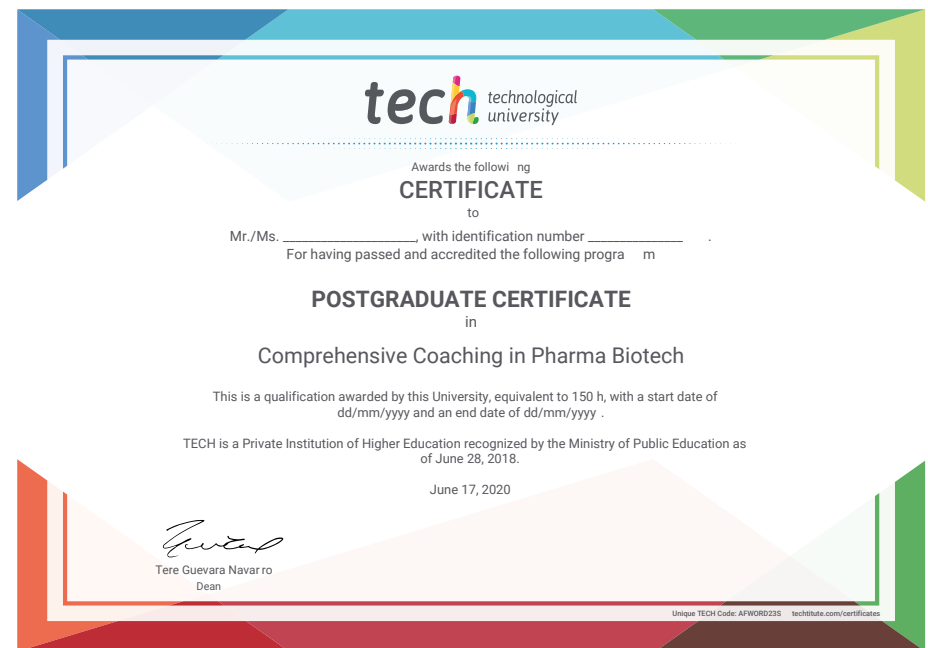 tech technological
university
Awards the followi ng
CERTIFICATE
to
Mr./Ms. ____________________, with identification number ______________ .
For having passed and accredited the following progra m
POSTGRADUATE CERTIFICATE
in
Comprehensive Coaching in Pharma Biotech
This is a qualification awarded by this University, equivalent to 150 h, with a start date of
dd/mm/yyyy and an end date of dd/mm/yyyy .
TECH is a Private Institution of Higher Education recognized by the Ministry of Public Education as
of June 28, 2018.
June 17, 2020
Tere Guevara Navar ro
Dean
Unique TECH Code: AFWORD23S techtitute.com/certificates